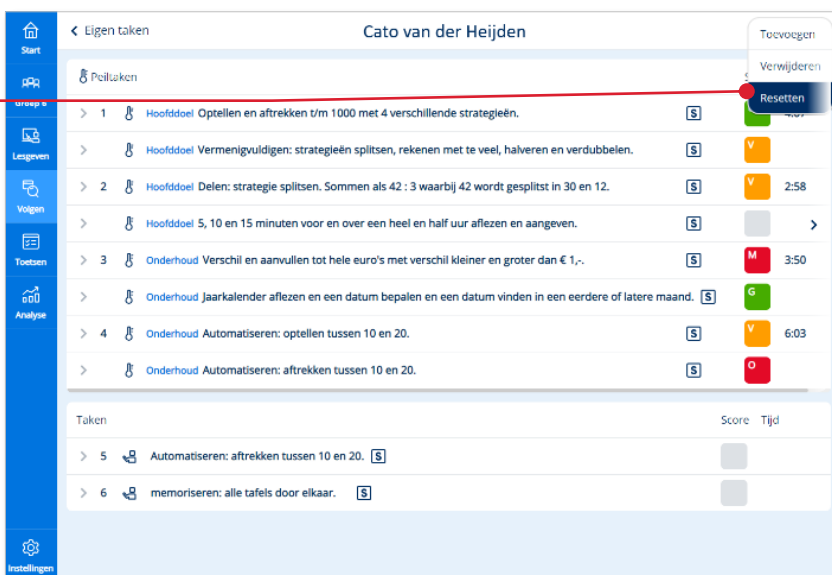 Start
Groep 6
Lesgeven
Volgen
Toetsen
Analyse
Instellingen
Eigen taken
Cato van der Heijden
Toevoegen
Verwijderen
Resetten
Peiltaken
1 Hoofddoel Optellen en aftrekken t/m 1000 met 4 verschillende strategieën. S
Hoofddoel Vermenigvuldigen: strategieën splitsen, rekenen met te veel, halveren en verdubbelen. S V
2 Hoofddoel Delen: strategie splitsen. Sommen als 42 : 3 waarbij 42 wordt gesplitst in 30 en 12. S V 2:58
Hoofddoel 5, 10 en 15 minuten voor en over een heel en half uur aflezen en aangeven. S
3 Onderhoud Verschil en aanvullen tot hele euro's met verschil kleiner en groter dan € 1,-. S M 3:50
Onderhoud Jaarkalender aflezen en een datum bepalen en een datum vinden in een eerdere of latere maand. S G
4 Onderhoud Automatiseren: optellen tussen 10 en 20. S V 6:03
Onderhoud Automatiseren: aftrekken tussen 10 en 20. S O
Taken Score Tijd
5 Automatiseren: aftrekken tussen 10 en 20. S
6 memoriseren: alle tafels door elkaar. S